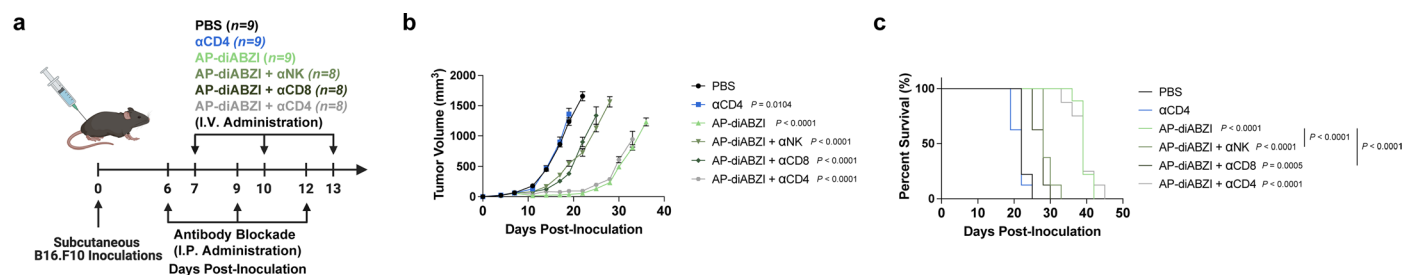 a
PBS (n=9)
αCD4 (n=9)
AP-diABZI (n=9)
AP-diABZI + αNK (n=8)
AP-diABZI + αCD8 (n=8)
AP-diABZI + αCD4 (n=8)
(I.V. Administration)
0 6 7 9 10 12 13
Subcutaneous
B16.F10 Inoculations
Antibody Blockade
(I.P. Administration)
Days Post-Inoculation
b
Tumor Volume (mm³)
2000
1500
1000
500
0
0 10 20 30 40
Days Post-Inoculation
PBS
αCD4 P = 0.0104
AP-diABZI P < 0.0001
AP-diABZI + αNK P < 0.0001
AP-diABZI + αCD8 P < 0.0001
AP-diABZI + αCD4 P < 0.0001
c
Percent Survival (%)
100
50
0
0 10 20 30 40 50
Days Post-Inoculation
PBS
αCD4
AP-diABZI P < 0.0001
AP-diABZI + αNK P < 0.0001
AP-diABZI + αCD8 P = 0.0005
AP-diABZI + αCD4 P < 0.0001
P < 0.0001
P < 0.0001